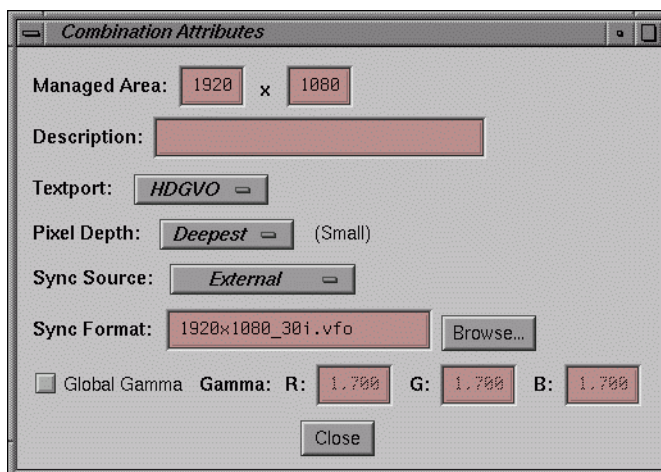 Combination Attributes
Managed Area: 1920 x 1080
Description:
Textport: HDGVO
Pixel Depth: Deepest (Small)
Sync Source: External
Sync Format: 1920x1080_30i.vfo Browse...
Global Gamma Gamma: R: 1.700 G: 1.700 B: 1.700
Close